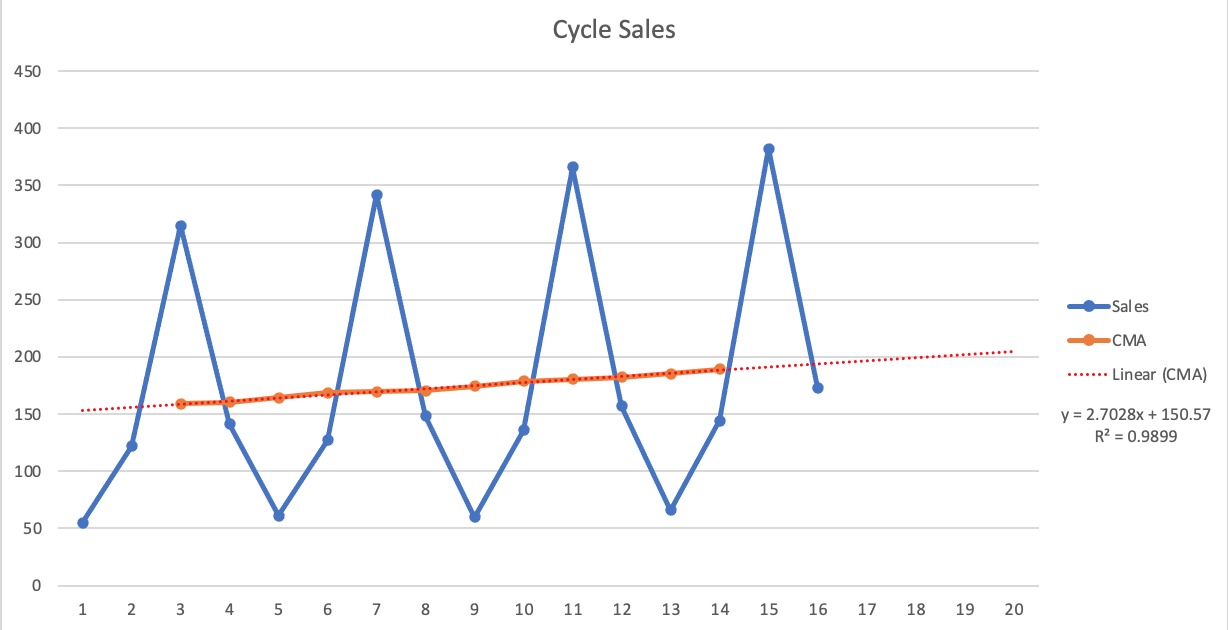 Cycle Sales
450
400
350
300
250
200
150
100
50
0
1 2 3 4 5 6 7 8 9 10 11 12 13 14 15 16 17 18 19 20
Sales
CMA
Linear (CMA)
y = 2.7028x + 150.57
R² = 0.9899